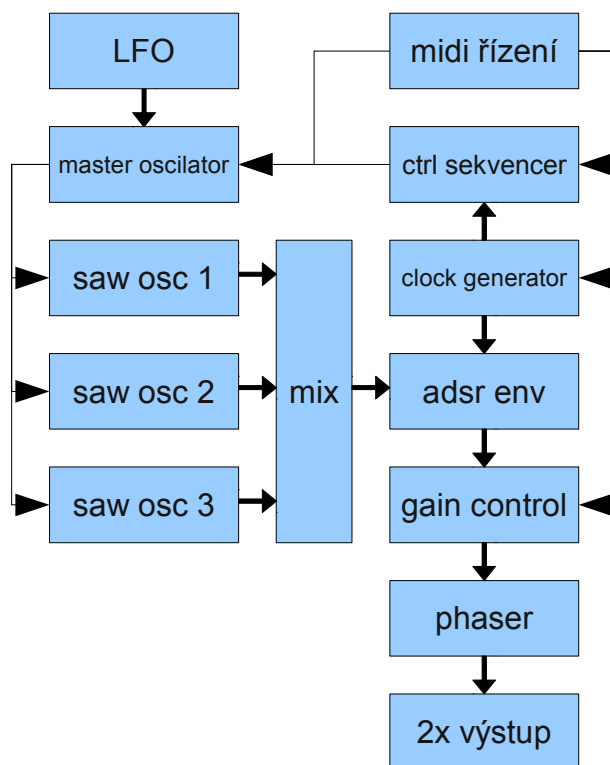 LFO
midi řízení
master oscilator
ctrl sekvencer
saw osc 1
clock generator
saw osc 2
mix
adsr env
saw osc 3
gain control
phaser
2x výstup